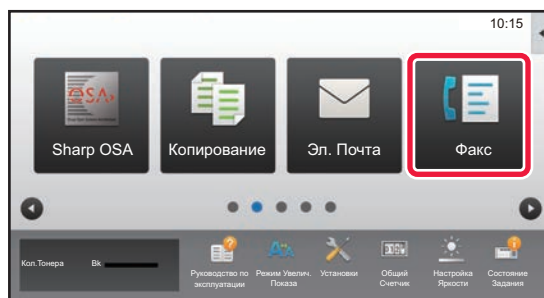 10:15
OSA
Sharp OSA
Копирование
Эл. Почта
Факс
Кол.Тонера
Bk
Руководство по
эксплуатации
Режим Увелич.
Показа
Установки
Общий
Счетчик
Настройка
Яркости
Состояние
Задания